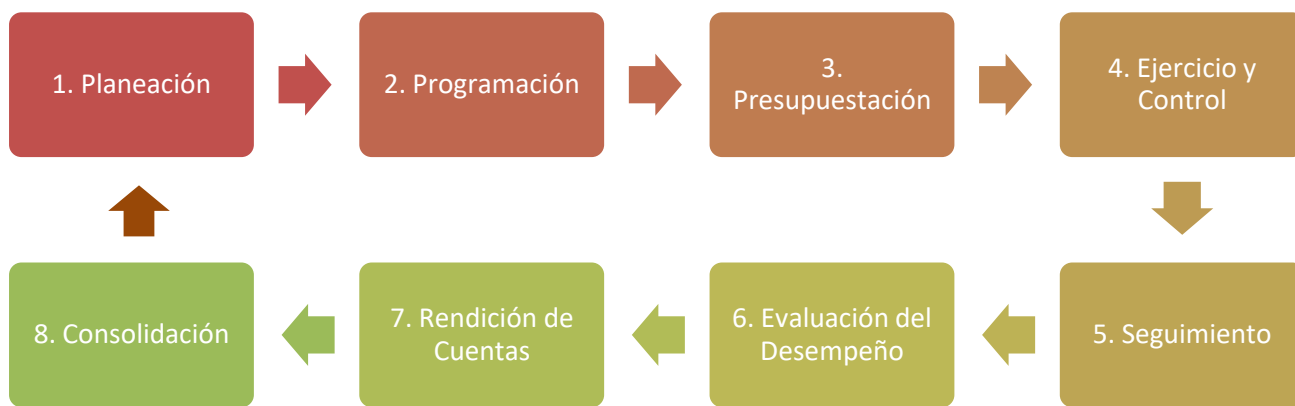 1. Planeación
2. Programación
3.
Presupuestación
4. Ejercicio y
Control
5. Seguimiento
6. Evaluación del
Desempeño
7. Rendición de
Cuentas
8. Consolidación